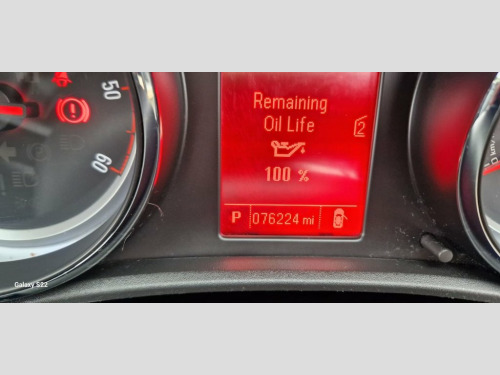 50
60
Remaining
Oil Life
2
100 %
P 076224 mi
Galaxy S22